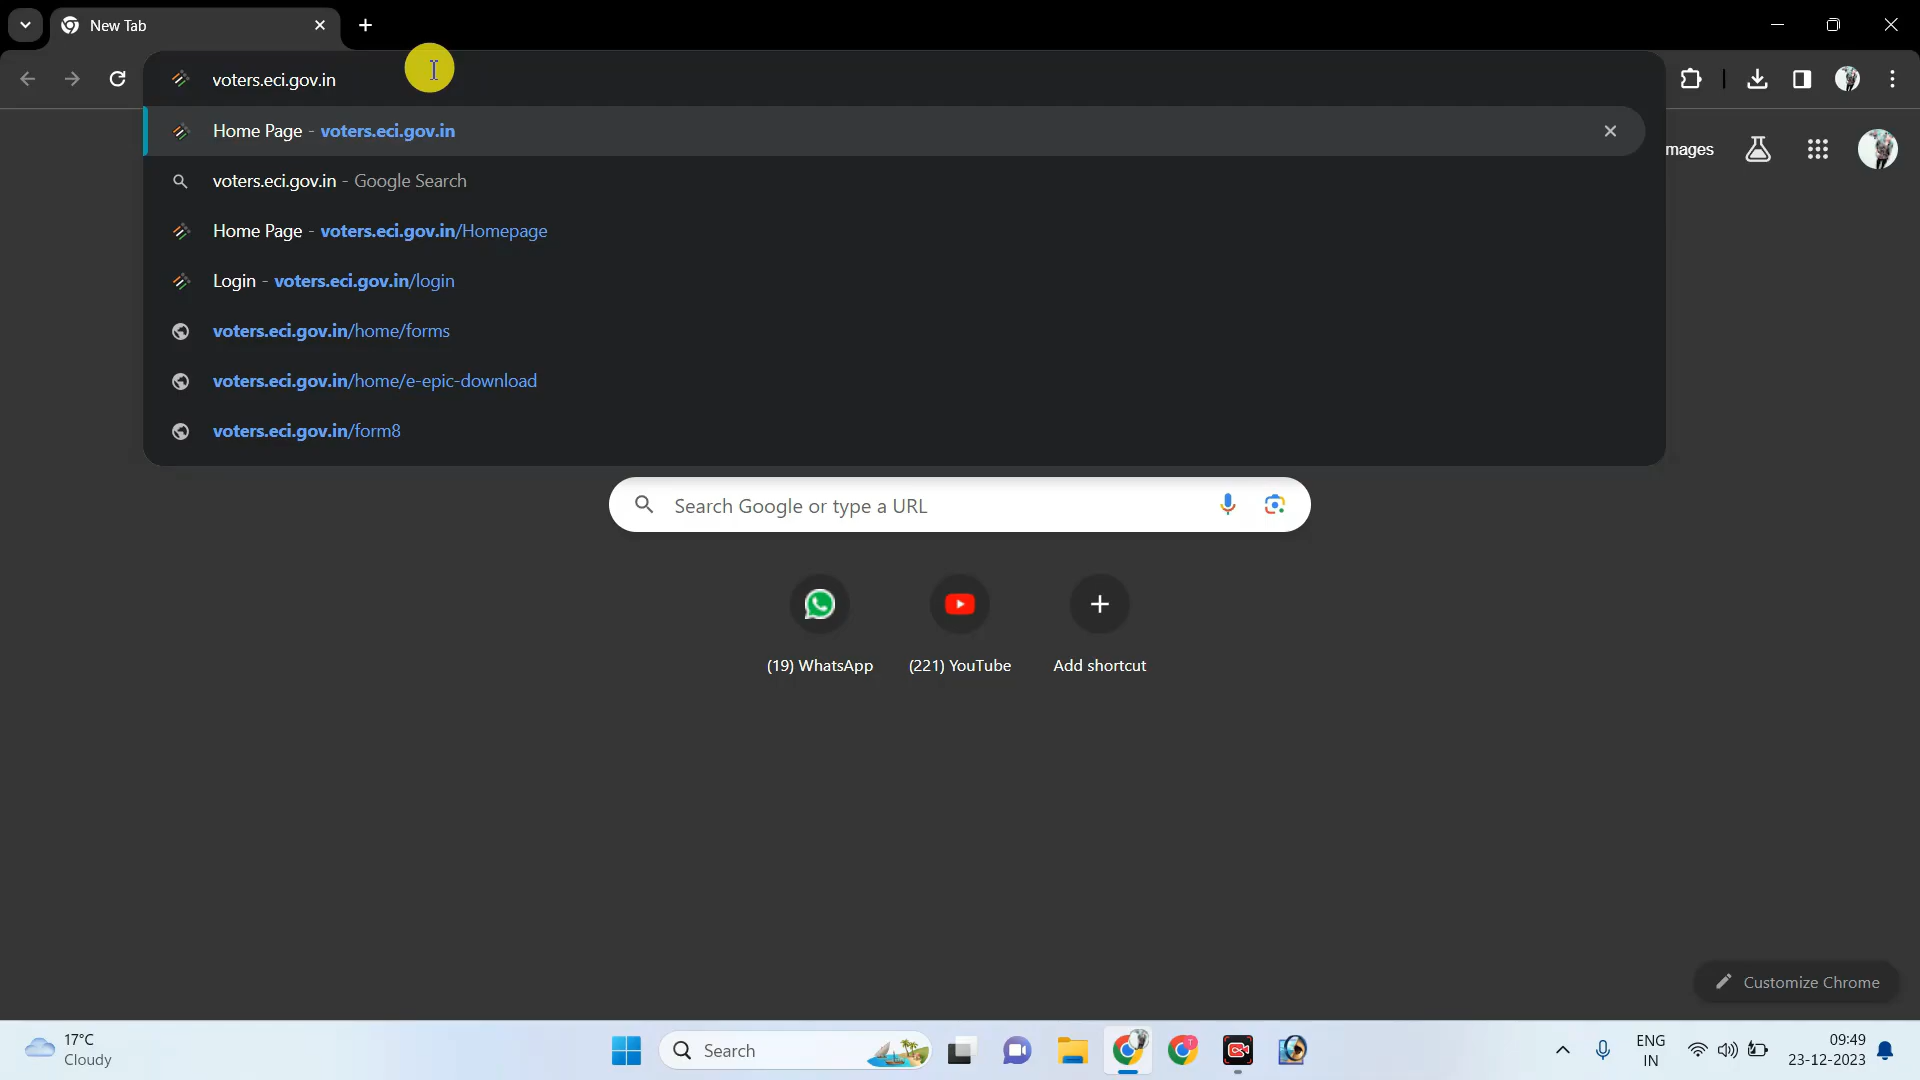 New Tab
voters.eci.gov.in
Home Page - voters.eci.gov.in
voters.eci.gov.in - Google Search
mages
Home Page - voters.eci.gov.in/Homepage
Login - voters.eci.gov.in/login
voters.eci.gov.in/home/forms
voters.eci.gov.in/home/e-epic-download
voters.eci.gov.in/form8
Search Google or type a URL
(19) WhatsApp
(221) YouTube
Add shortcut
Customize Chrome
17°C
Cloudy
Search
ENG
IN
09:49
23-12-2023